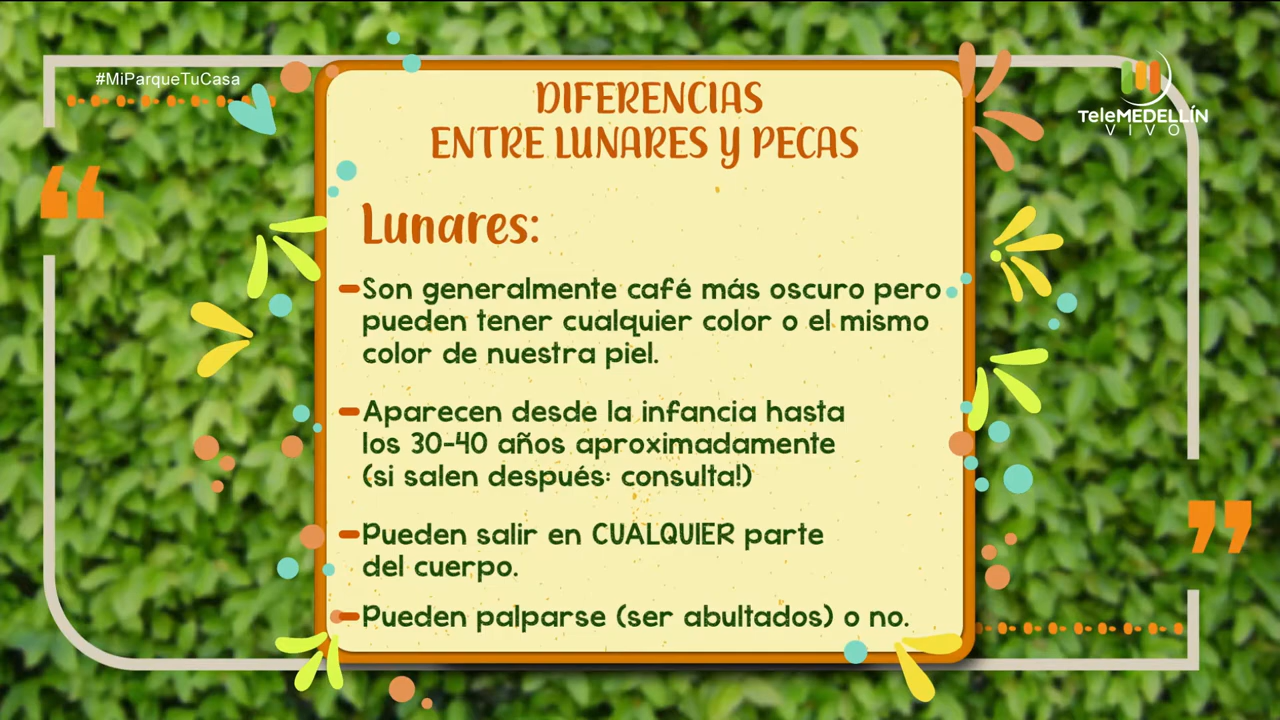 #MiParqueTuCasa
TeleMEDELLÍN
VIVO
DIFERENCIAS
ENTRE LUNARES y PECAS
Lunares:
-Son generalmente café más oscuro pero
pueden tener cualquier color o el mismo
color de nuestra piel.
-Aparecen desde la infancia hasta
los 30-40 años aproximadamente
(si salen después: consulta!)
-Pueden salir en CUALQUIER parte
del cuerpo.
-Pueden palparse (ser abultados) o no.